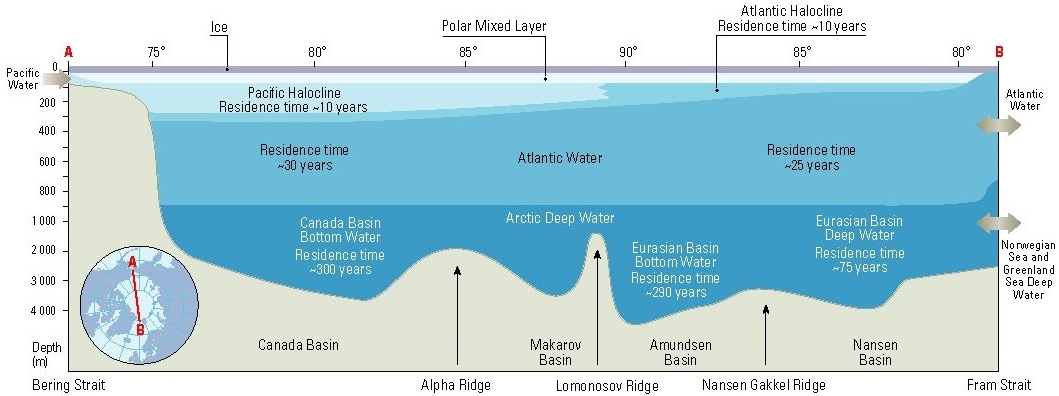 Ice
Polar Mixed Layer
Atlantic Halocline
Residence time ~10 years
A
75°
80°
85°
90°
85°
80°
B
Pacific
Water
0
200
400
600
800
1 000
2 000
3 000
4 000
Depth
(m)
Pacific Halocline
Residence time ~10 years
Atlantic
Water
Residence time
~30 years
Atlantic Water
Residence time
~25 years
Arctic Deep Water
Canada Basin
Bottom Water
Residence time
~300 years
Eurasian Basin
Bottom Water
Residence time
~290 years
Eurasian Basin
Deep Water
Residence time
~75 years
Norwegian
Sea and
Greenland
Sea Deep
Water
A
B
Canada Basin
Makarov
Basin
Amundsen
Basin
Nansen
Basin
Bering Strait
Alpha Ridge
Lomonosov Ridge
Nansen Gakkel Ridge
Fram Strait